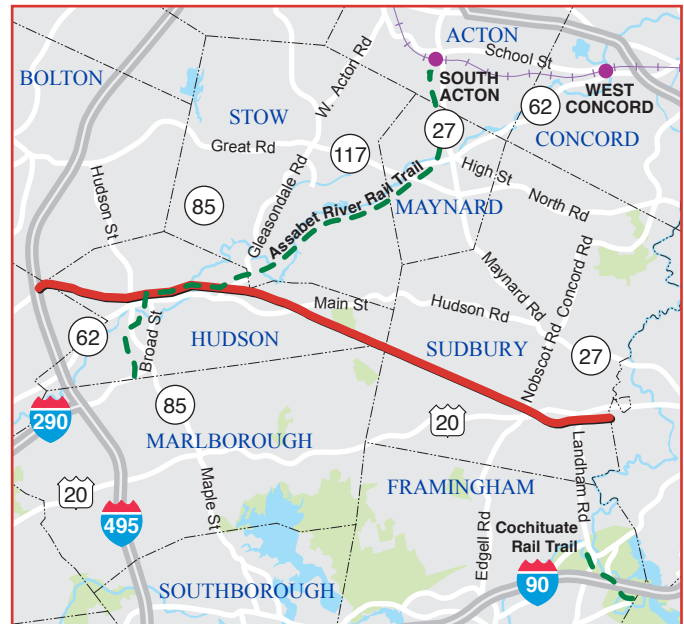 ACTON
School St
BOLTON
SOUTH
ACTON
WEST
CONCORD
W. Acton Rd
STOW
62
27
CONCORD
Great Rd
117
High St
Hudson St
85
Gleasondale Rd
Assabet River Rail Trail
MAYNARD
North Rd
Maynard Rd
Concord Rd
Main St
Hudson Rd
62
Broad St
HUDSON
SUDBURY
Nobscot Rd
27
290
85
20
MARLBOROUGH
Landham Rd
20
Maple St
FRAMINGHAM
495
Edgell Rd
Cochituate
Rail Trail
90
SOUTHBOROUGH